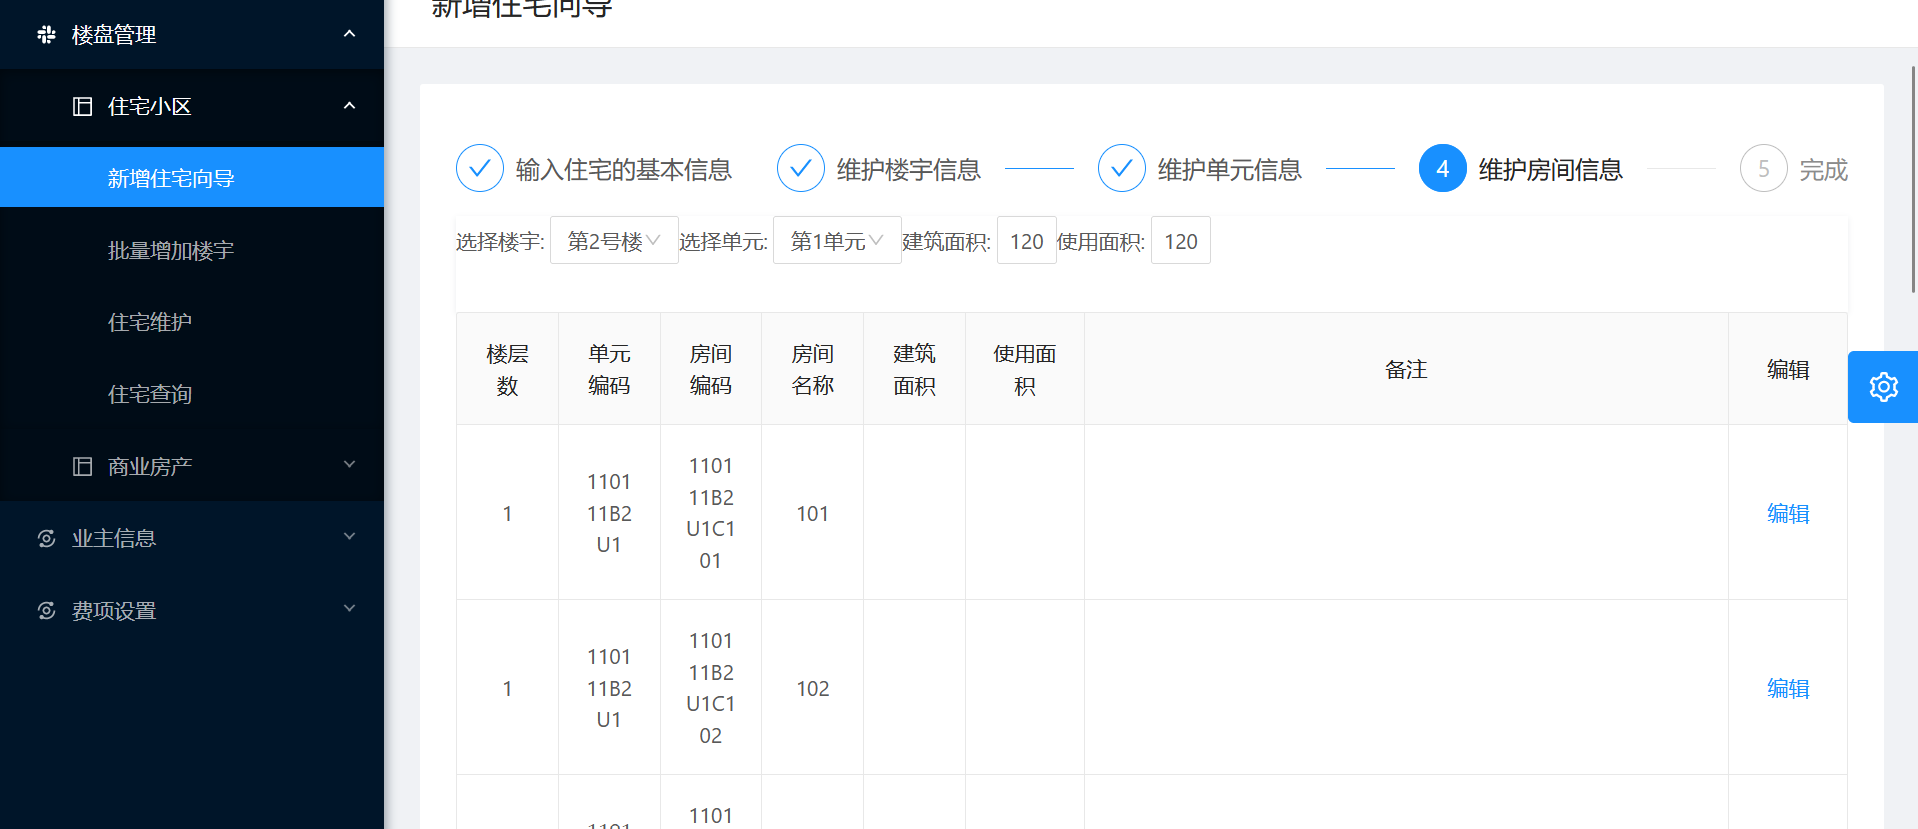 新增住宅向导
楼盘管理
住宅小区
新增住宅向导
批量增加楼宇
住宅维护
住宅查询
商业房产
业主信息
费项设置
输入住宅的基本信息
维护楼宇信息
维护单元信息
4 维护房间信息
5 完成
选择楼宇: 第2号楼 选择单元: 第1单元 建筑面积: 120 使用面积: 120
楼层
数
单元
编码
房间
编码
房间
名称
建筑
面积
使用面
积
备注
编辑
1
1101
11B2
U1
1101
11B2
U1C1
01
101
编辑
1
1101
11B2
U1
1101
11B2
U1C1
02
102
编辑
1101
1101